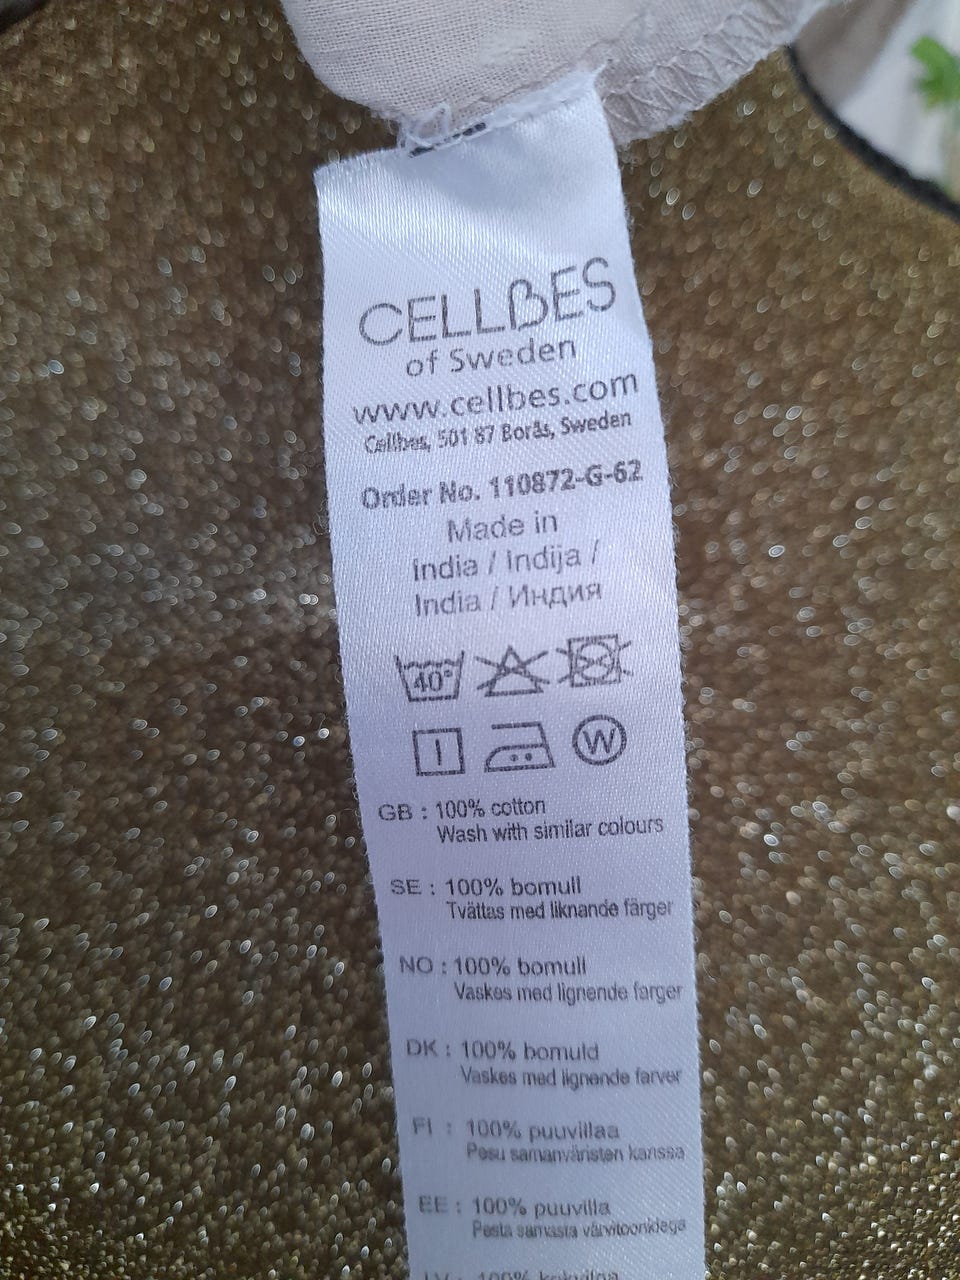 CELLBES
of Sweden
www.cellbes.com
Cellbes, 501 87 Borås, Sweden
Order No. 110872-G-62
Made in
India / Indija /
India / Индия
40°
I W
GB : 100% cotton
Wash with similar colours
SE : 100% bomull
Tvättas med liknande färger
NO : 100% bomull
Vaskes med lignende farger
DK : 100% bomuld
Vaskes med lignende farver
FI : 100% puuvillaa
Pesu samanväristen kanssa
EE : 100% puuvilla
Pesta samasta värvitoonidega
LV : 100% kokvilna